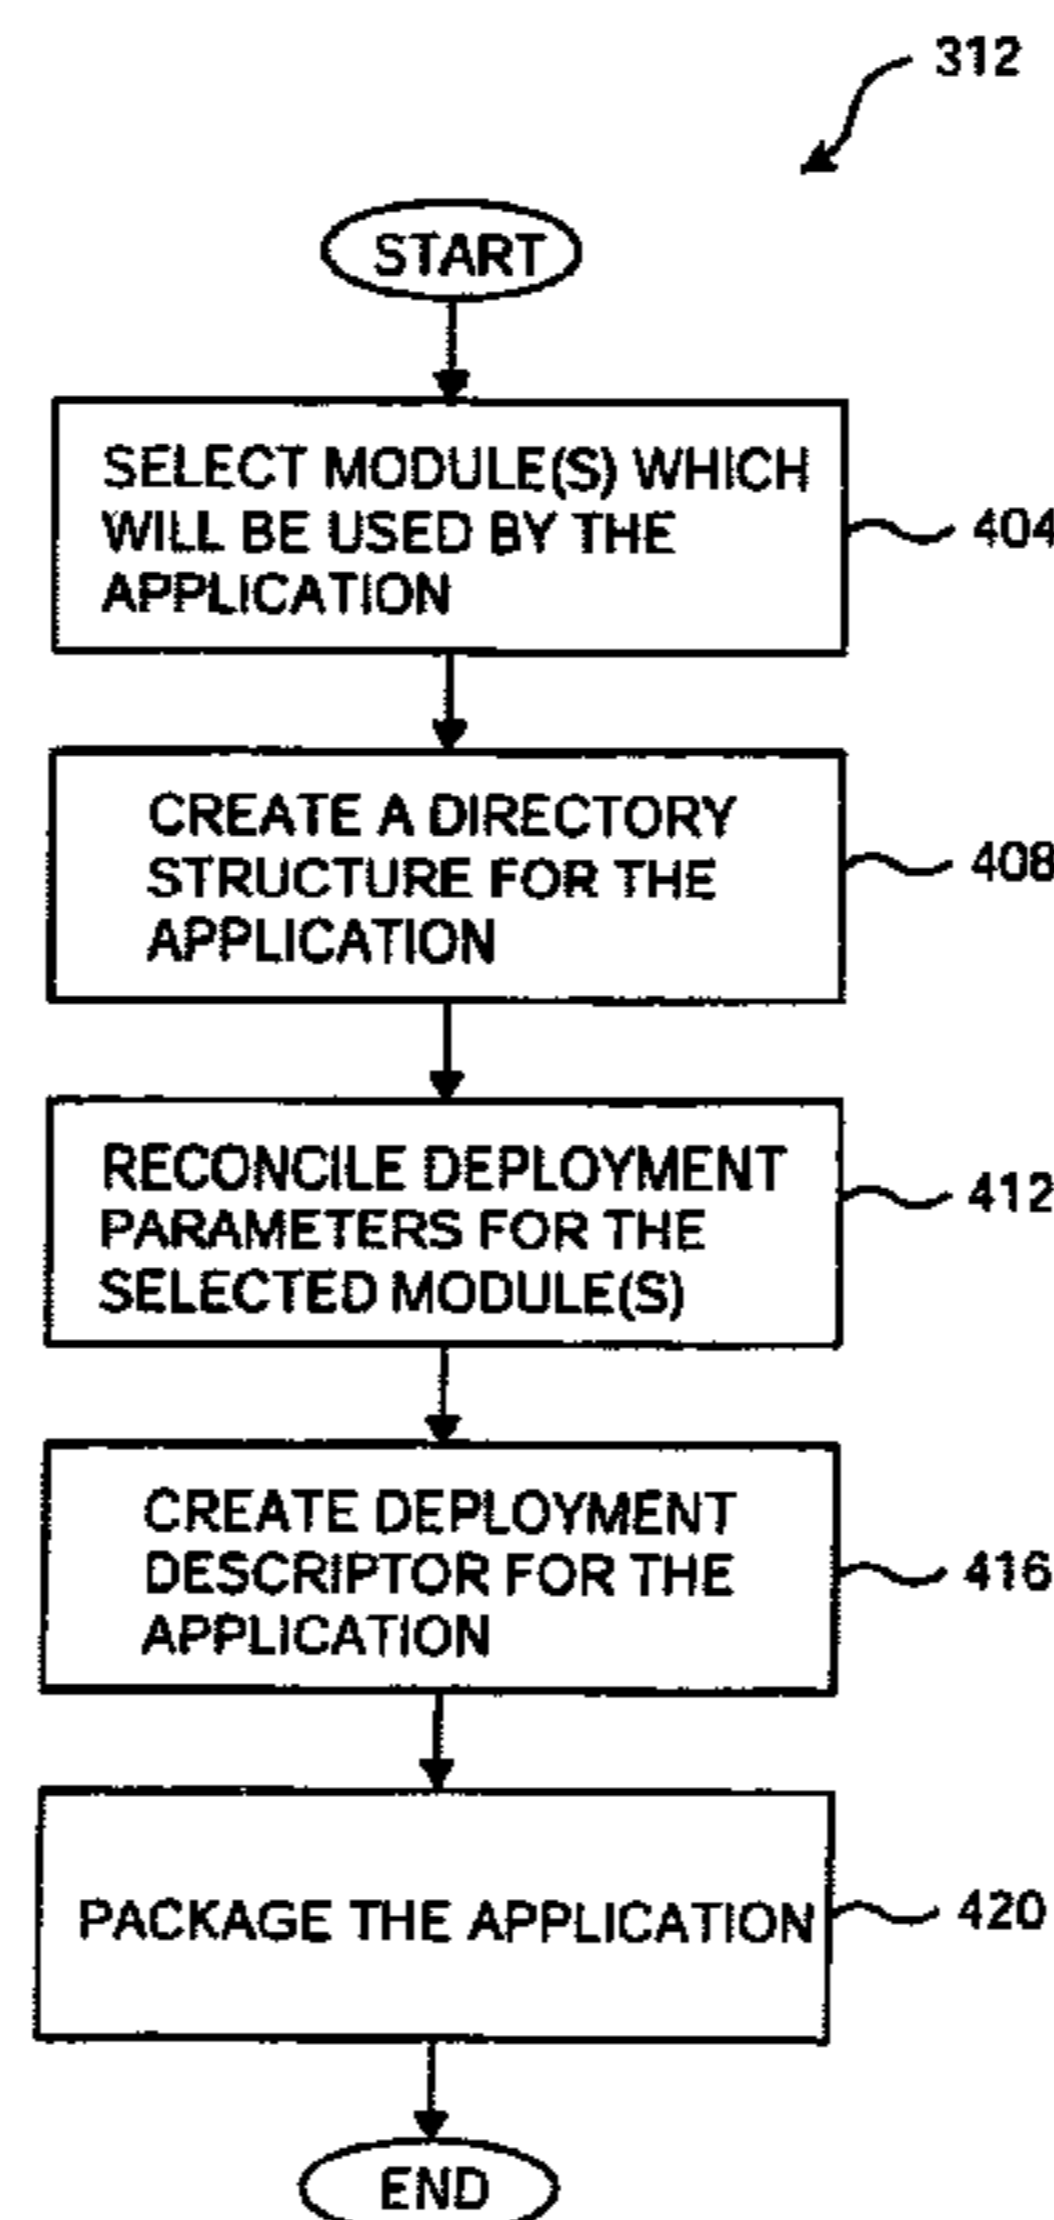 312
START
SELECT MODULE(S) WHICH
WILL BE USED BY THE
APPLICATION
404
CREATE A DIRECTORY
STRUCTURE FOR THE
APPLICATION
408
RECONCILE DEPLOYMENT
PARAMETERS FOR THE
SELECTED MODULE(S)
412
CREATE DEPLOYMENT
DESCRIPTOR FOR THE
APPLICATION
416
PACKAGE THE APPLICATION
420
END